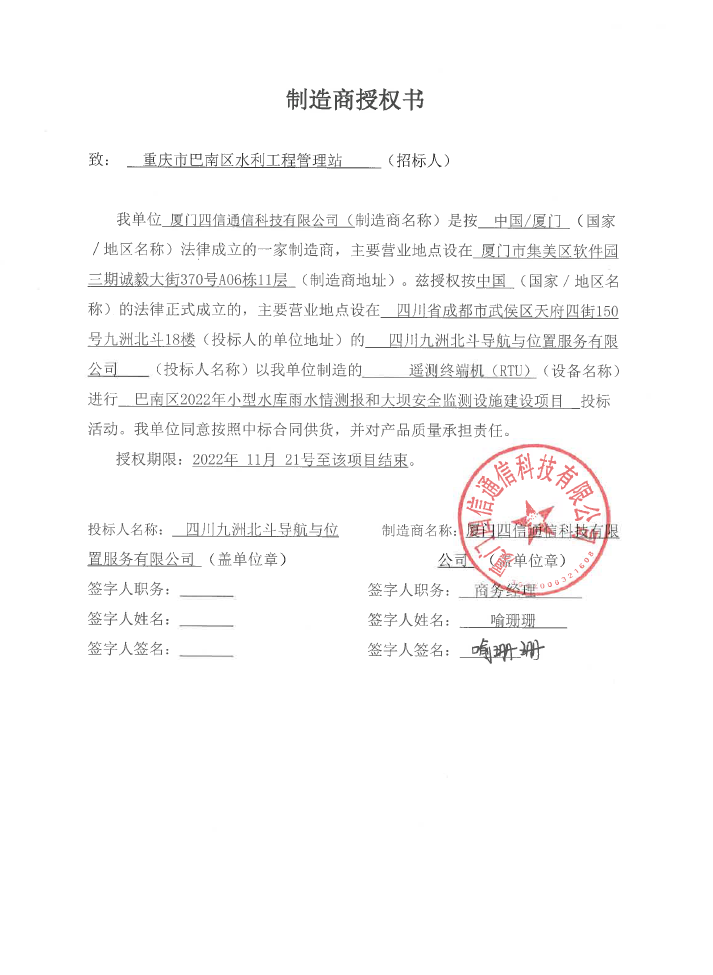 制造商授权书
致： 重庆市巴南区水利工程管理站 （招标人）
我单位 厦门四信通信科技有限公司（制造商名称）是按 中国/厦门 （国家
／地区名称）法律成立的一家制造商，主要营业地点设在 厦门市集美区软件园
三期诚毅大街370号A06栋11层 （制造商地址）。兹授权按中国 （国家／地区名
称）的法律正式成立的，主要营业地点设在 四川省成都市武侯区天府四街150
号九洲北斗18楼（投标人的单位地址）的 四川九洲北斗导航与位置服务有限
公司 （投标人名称）以我单位制造的 遥测终端机（RTU）（设备名称）
进行 巴南区2022年小型水库雨水情测报和大坝安全监测设施建设项目 投标
活动。我单位同意按照中标合同供货，并对产品质量承担责任。
授权期限：2022年 11月 21号至该项目结束。
投标人名称： 四川九洲北斗导航与位
置服务有限公司 （盖单位章）
签字人职务：
签字人姓名：
签字人签名：
制造商名称：厦门四信通信科技有限
公司 （盖单位章）
签字人职务： 商务经理
签字人姓名： 喻珊珊
签字人签名： 喻珊珊
厦门四信通信科技有限公司